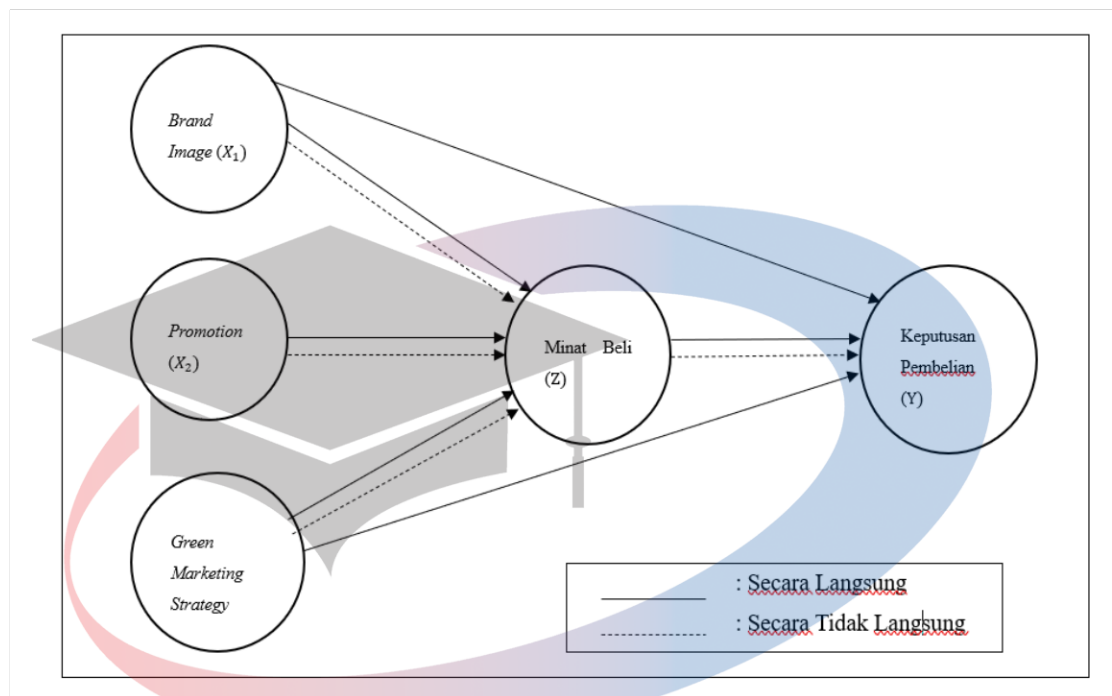 Brand
Image (X₁)
Promotion
(X₂)
Green
Marketing
Strategy
Minat Beli
(Z)
Keputusan
Pembelian
(Y)
: Secara Langsung
: Secara Tidak Langsung